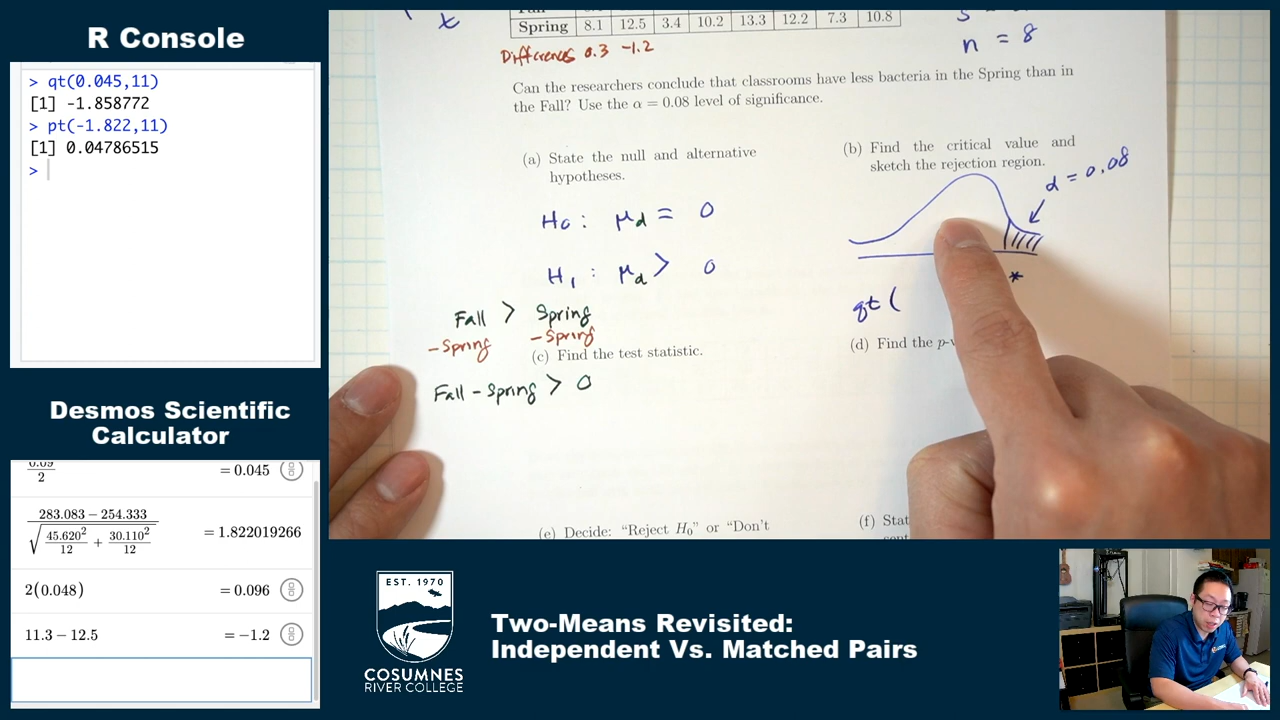 R Console
> qt(0.045,11)
[1] -1.858772
> pt(-1.822,11)
[1] 0.04786515
>
Desmos Scientific
Calculator
0.09/2 = 0.045
283.083 − 254.333 / √(45.620²/12 + 30.110²/12) = 1.822019266
2(0.048) = 0.096
11.3 − 12.5 = −1.2
t
Spring 8.1 12.5 3.4 10.2 13.3 12.2 7.3 10.8
Differences 0.3 -1.2
n = 8
Can the researchers conclude that classrooms have less bacteria in the Spring than in
the Fall? Use the α = 0.08 level of significance.
(a) State the null and alternative
hypotheses.
H₀ : μd = 0
H₁ : μd > 0
Fall > Spring
-Spring -Spring
Fall - Spring > 0
(b) Find the critical value and
sketch the rejection region.
α = 0.08
*
qt (
(c) Find the test statistic.
(d) Find the
(e) Decide: "Reject H₀" or "Don't
(f)
EST. 1970
COSUMNES
RIVER COLLEGE
Two-Means Revisited:
Independent Vs. Matched Pairs